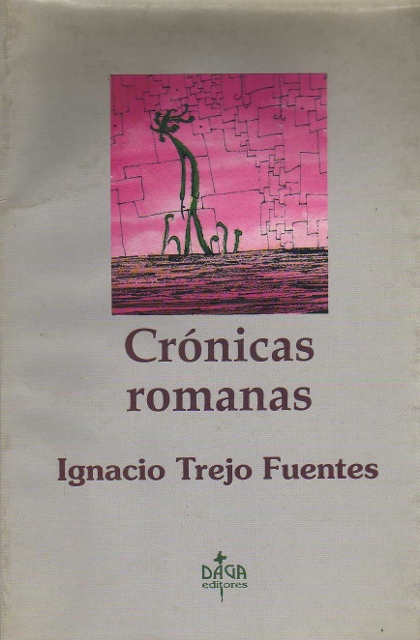 Crónicas
romanas
Ignacio Trejo Fuentes
DAGA
editores